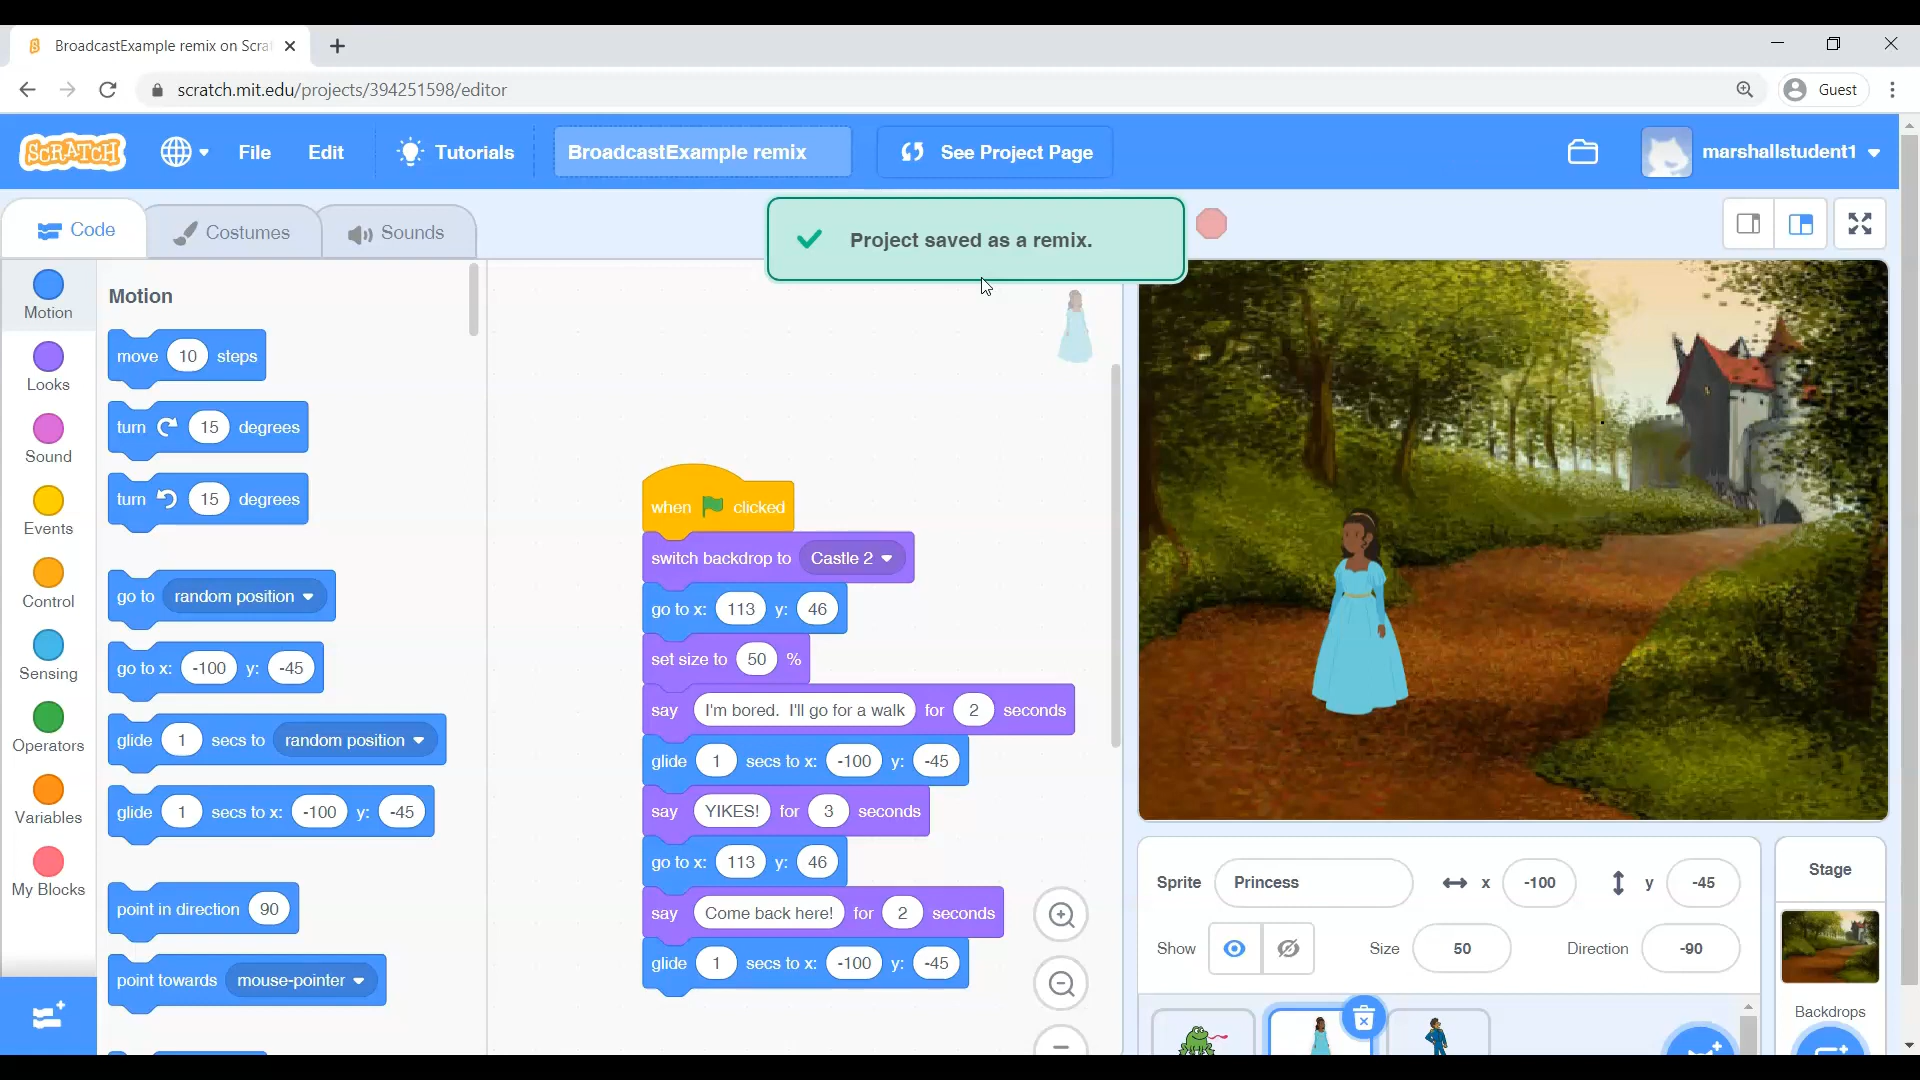 BroadcastExample remix on Scra
scratch.mit.edu/projects/394251598/editor
Guest
SCRATCH
File
Edit
Tutorials
BroadcastExample remix
See Project Page
marshallstudent1
Code
Costumes
Sounds
Project saved as a remix.
Motion
Looks
Sound
Events
Control
Sensing
Operators
Variables
My Blocks
Motion
move 10 steps
turn 15 degrees
turn 15 degrees
go to random position
go to x: -100 y: -45
glide 1 secs to random position
glide 1 secs to x: -100 y: -45
point in direction 90
point towards mouse-pointer
when clicked
switch backdrop to Castle 2
go to x: 113 y: 46
set size to 50 %
say I'm bored. I'll go for a walk for 2 seconds
glide 1 secs to x: -100 y: -45
say YIKES! for 3 seconds
go to x: 113 y: 46
say Come back here! for 2 seconds
glide 1 secs to x: -100 y: -45
Sprite Princess x -100 y -45
Show Size 50 Direction -90
Stage
Backdrops